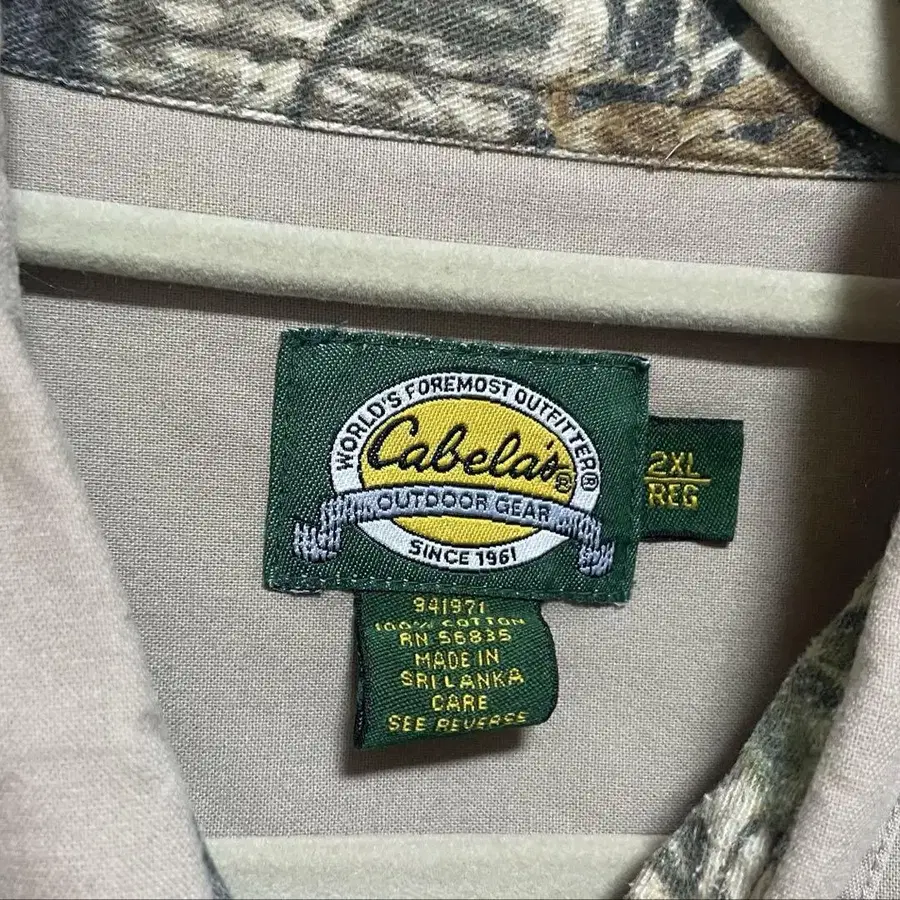 WORLD'S FOREMOST OUTFITTER®
Cabela's®
OUTDOOR GEAR
SINCE 1961
2XL
REG
941971
100% COTTON
RN 56835
MADE IN
SRI LANKA
CARE
SEE REVERSE